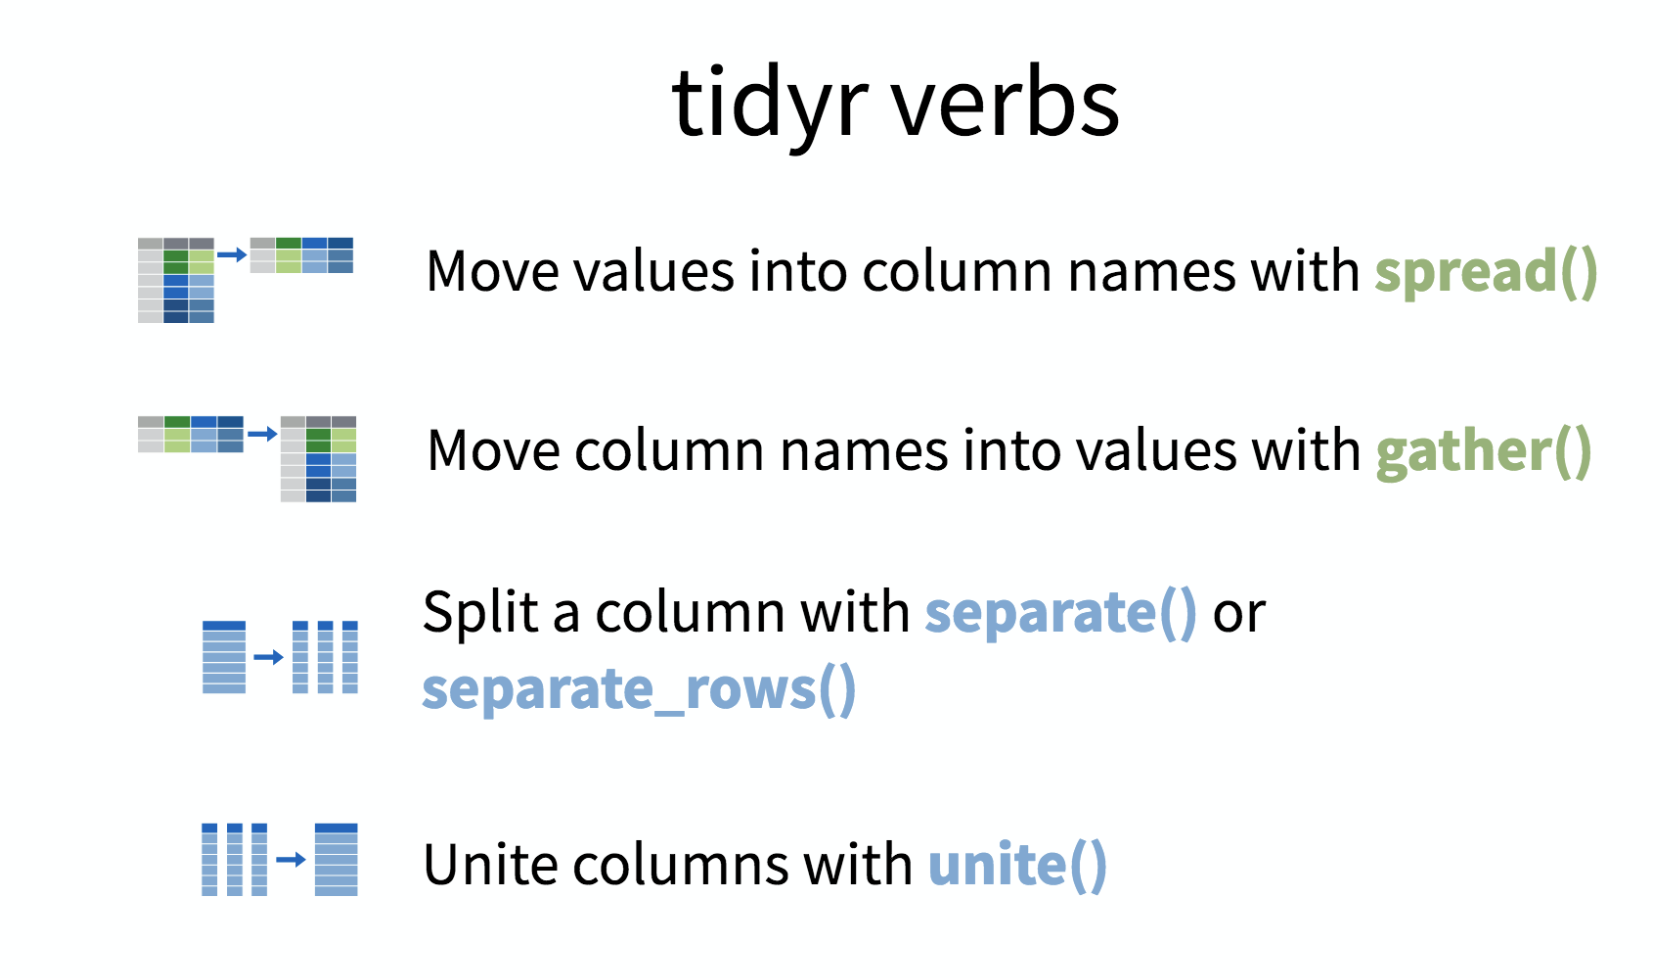 tidyr verbs
Move values into column names with spread()
Move column names into values with gather()
Split a column with separate() or
separate_rows()
Unite columns with unite()